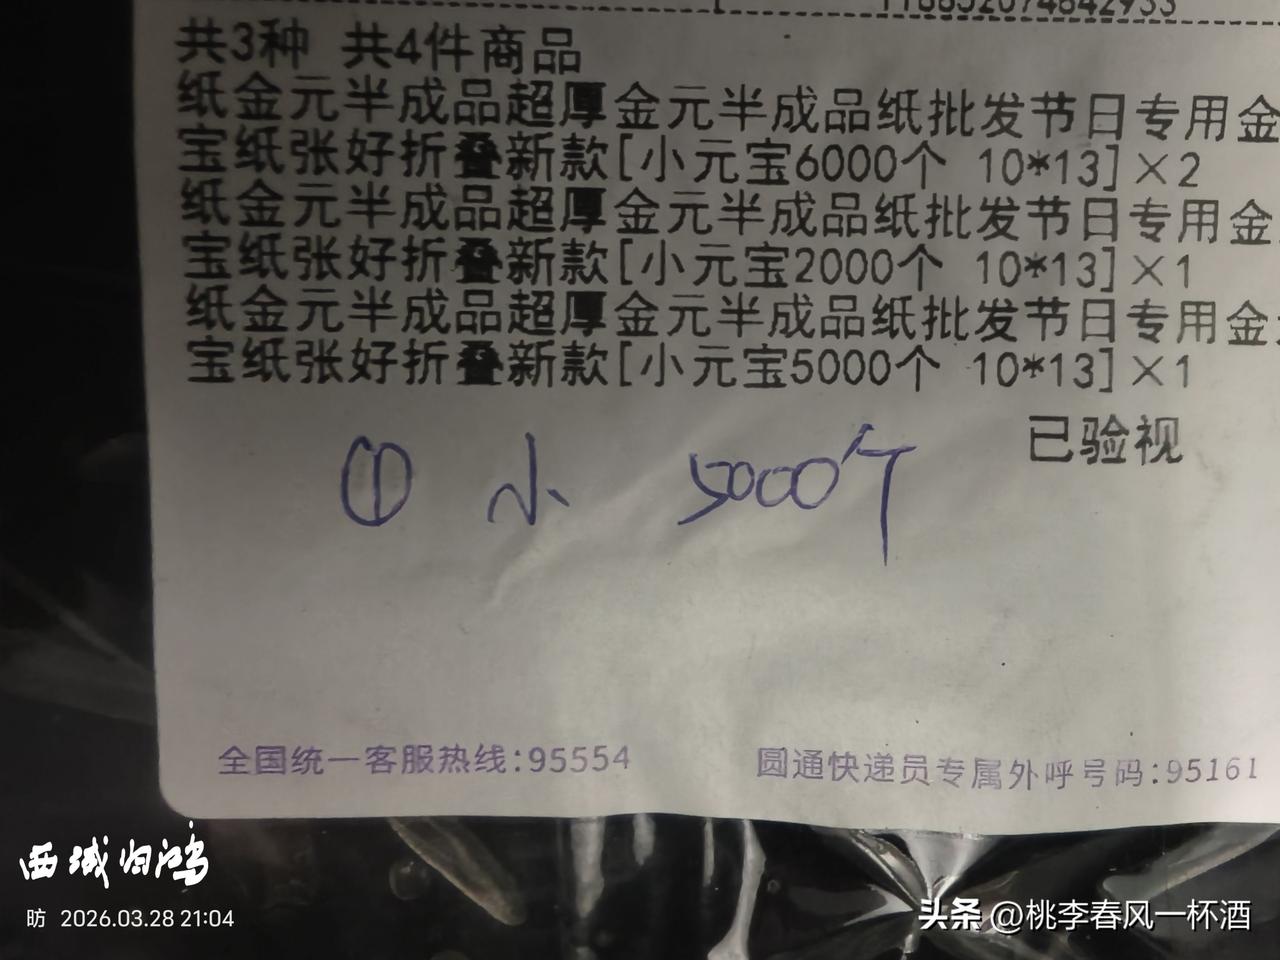 共3种 共4件商品
纸金元半成品超厚金元半成品纸批发节日专用金
宝纸张好折叠新款[小元宝6000个 10*13]×2
纸金元半成品超厚金元半成品纸批发节日专用金
宝纸张好折叠新款[小元宝2000个 10*13]×1
纸金元半成品超厚金元半成品纸批发节日专用金
宝纸张好折叠新款[小元宝5000个 10*13]×1
已验视
① 小 5000个
全国统一客服热线:95554 圆通快递员专属外呼号码:95161
西域归鸿
昉 2026.03.28 21:04
头条 @桃李春风一杯酒